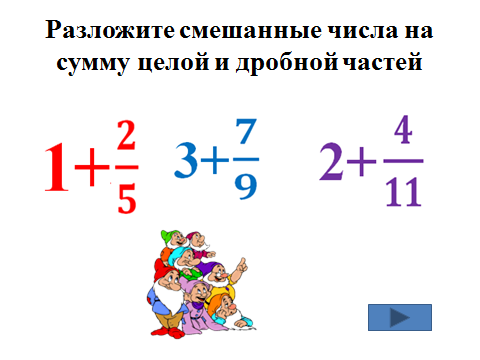 Разложите смешанные числа на
сумму целой и дробной частей
1+2/5 3+7/9 2+4/11